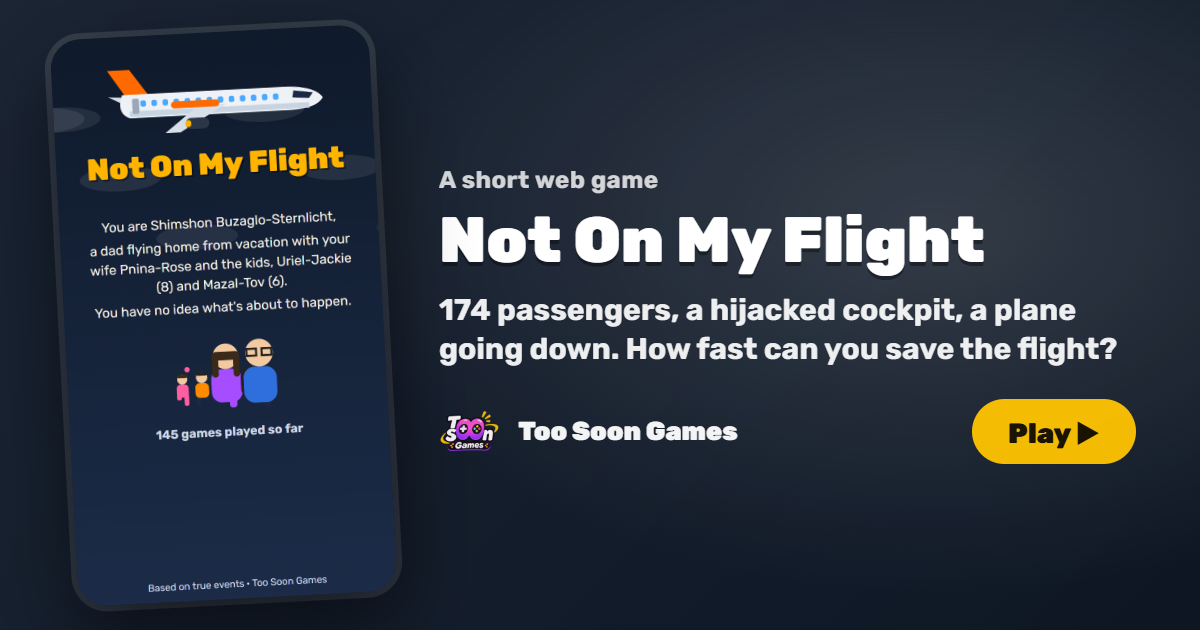 Not On My Flight
You are Shimshon Buzaglo-Sternlicht,
a dad flying home from vacation with your
wife Pnina-Rose and the kids, Uriel-Jackie
(8) and Mazal-Tov (6).
You have no idea what's about to happen.
145 games played so far
Based on true events • Too Soon Games
A short web game
Not On My Flight
174 passengers, a hijacked cockpit, a plane
going down. How fast can you save the flight?
Too Soon Games
Too Soon Games
Play ▶